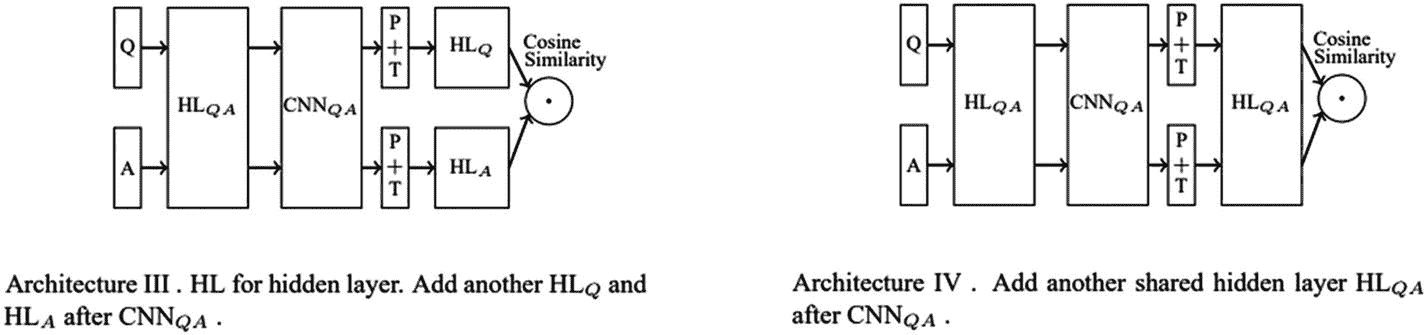 Q
A
HL_{QA}
CNN_{QA}
P
+
T
P
+
T
HL_Q
HL_A
Cosine
Similarity
Architecture III . HL for hidden layer. Add another HL_Q and
HL_A after CNN_{QA} .
Q
A
HL_{QA}
CNN_{QA}
P
+
T
P
+
T
HL_{QA}
Cosine
Similarity
Architecture IV . Add another shared hidden layer HL_{QA}
after CNN_{QA} .